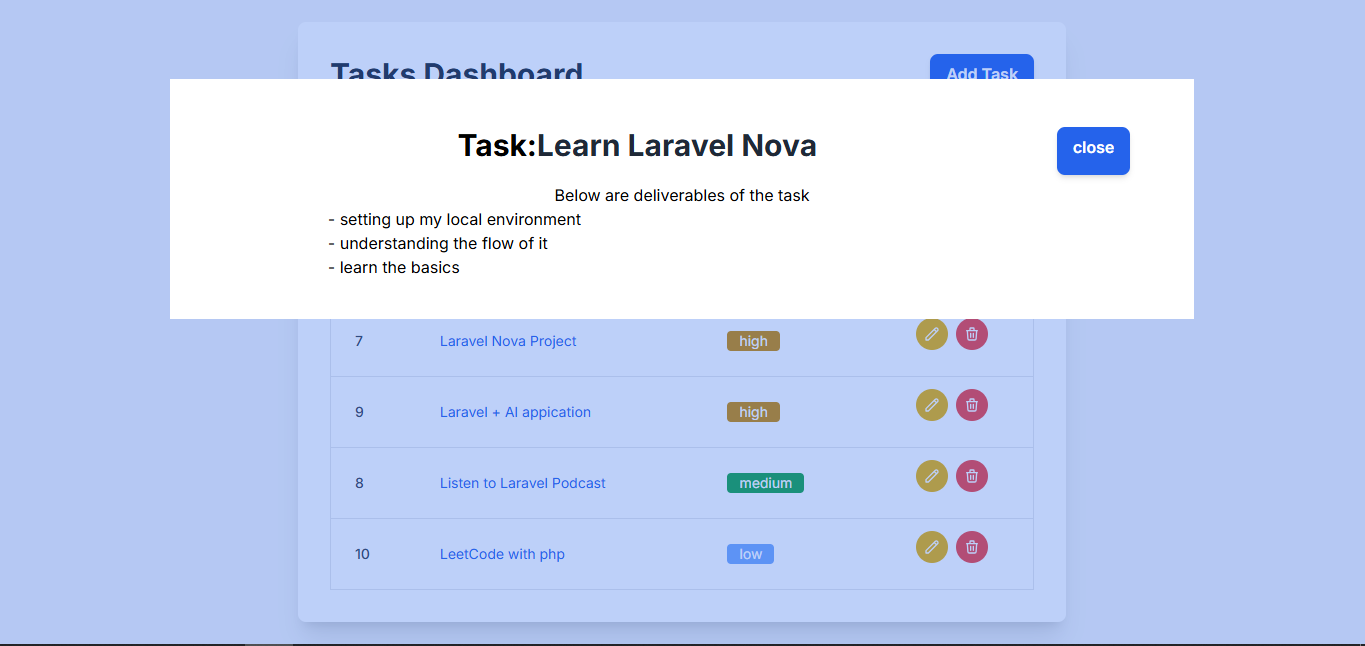 Tasks Dashboard
Add Task
Task:Learn Laravel Nova
close
Below are deliverables of the task
- setting up my local environment
- understanding the flow of it
- learn the basics
7 Laravel Nova Project high
9 Laravel + AI appication high
8 Listen to Laravel Podcast medium
10 LeetCode with php low